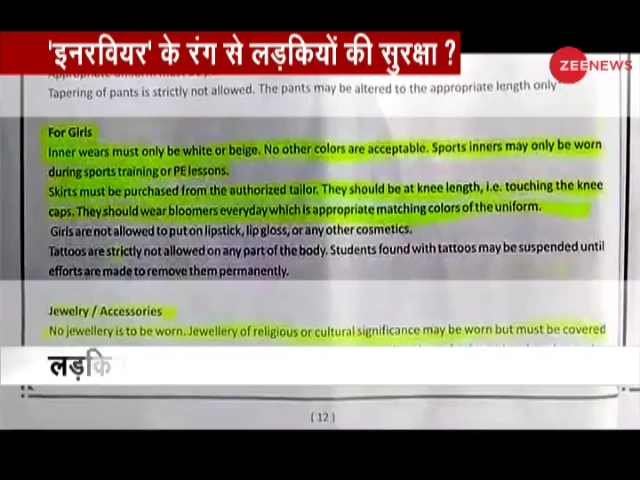 'इनरवियर' के रंग से लड़कियों की सुरक्षा ?
ZEENEWS
Tapering of pants is strictly not allowed. The pants may be altered to the appropriate length only
For Girls
Inner wears must only be white or beige. No other colors are acceptable. Sports inners may only be worn
during sports training or PE lessons.
Skirts must be purchased from the authorized tailor. They should be at knee length, i.e. touching the knee
caps. They should wear bloomers everyday which is appropriate matching colors of the uniform.
Girls are not allowed to put on lipstick, lip gloss, or any other cosmetics.
Tattoos are strictly not allowed on any part of the body. Students found with tattoos may be suspended until
efforts are made to remove them permanently.
Jewelry / Accessories
No jewellery is to be worn. Jewellery of religious or cultural significance may be worn but must be covered
लड़कि
( 12 )